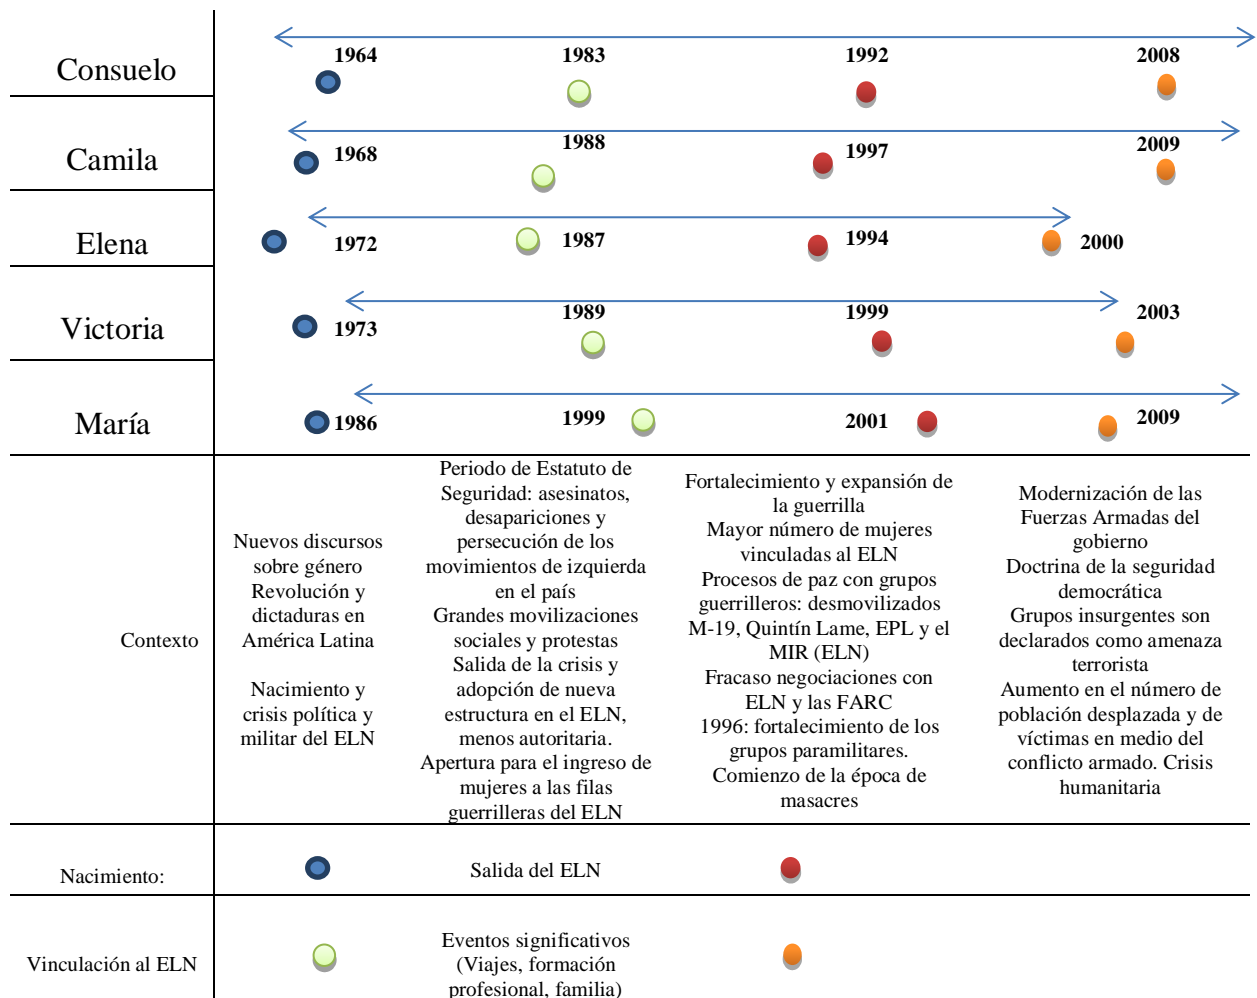 1964 1983 1992 2008
Consuelo
1988 2009
Camila 1968 1997
Elena 1972 1987 1994 2000
1989 1999 2003
Victoria 1973
María 1986 1999 2001 2009
Contexto
Nuevos discursos
sobre género
Revolución y
dictaduras en
América Latina
Nacimiento y
crisis política y
militar del ELN
Periodo de Estatuto de
Seguridad: asesinatos,
desapariciones y
persecución de los
movimientos de izquierda
en el país
Grandes movilizaciones
sociales y protestas
Salida de la crisis y
adopción de nueva
estructura en el ELN,
menos autoritaria.
Apertura para el ingreso de
mujeres a las filas
guerrilleras del ELN
Fortalecimiento y expansión de
la guerrilla
Mayor número de mujeres
vinculadas al ELN
Procesos de paz con grupos
guerrilleros: desmovilizados
M-19, Quintín Lame, EPL y el
MIR (ELN)
Fracaso negociaciones con
ELN y las FARC
1996: fortalecimiento de los
grupos paramilitares.
Comienzo de la época de
masacres
Modernización de las
Fuerzas Armadas del
gobierno
Doctrina de la seguridad
democrática
Grupos insurgentes son
declarados como amenaza
terrorista
Aumento en el número de
población desplazada y de
víctimas en medio del
conflicto armado. Crisis
humanitaria
Nacimiento: Salida del ELN
Vinculación al ELN
Eventos significativos
(Viajes, formación
profesional, familia)